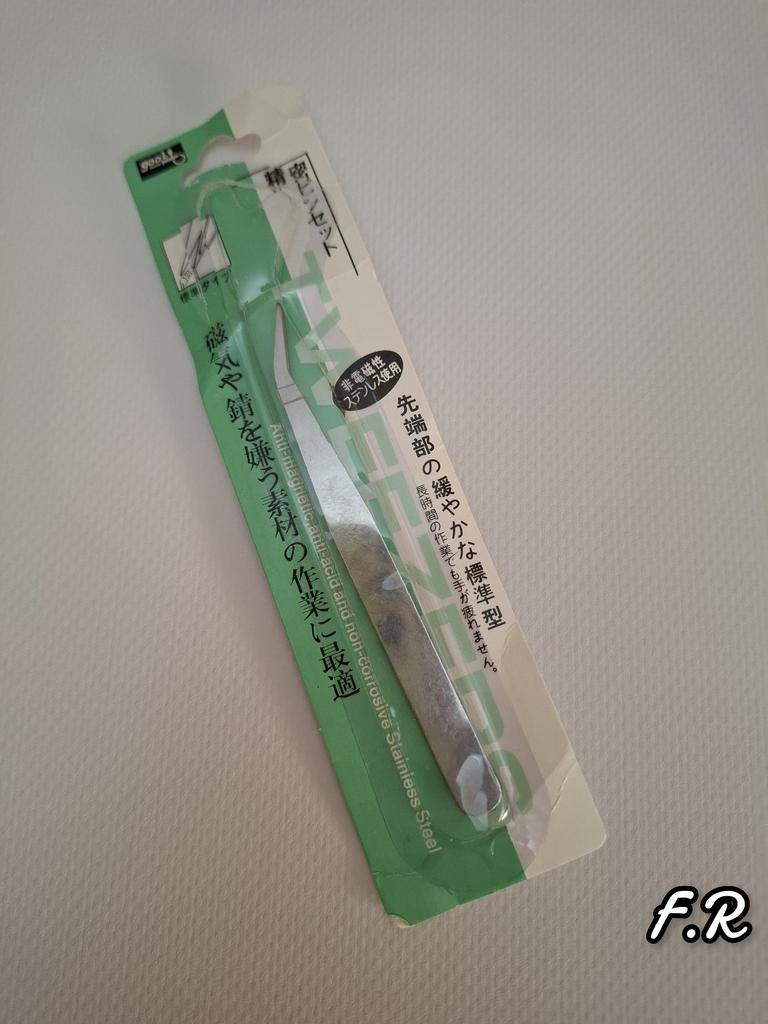 goot
精密ピンセット
標準タイプ
TWEEZERS
非電磁性
ステンレス使用
磁気や錆を嫌う素材の作業に最適
先端部の緩やかな標準型
長時間の作業でも手が疲れません。
Anti-magnetic anti-acid and non-corrosive Stainless Steel
F.R